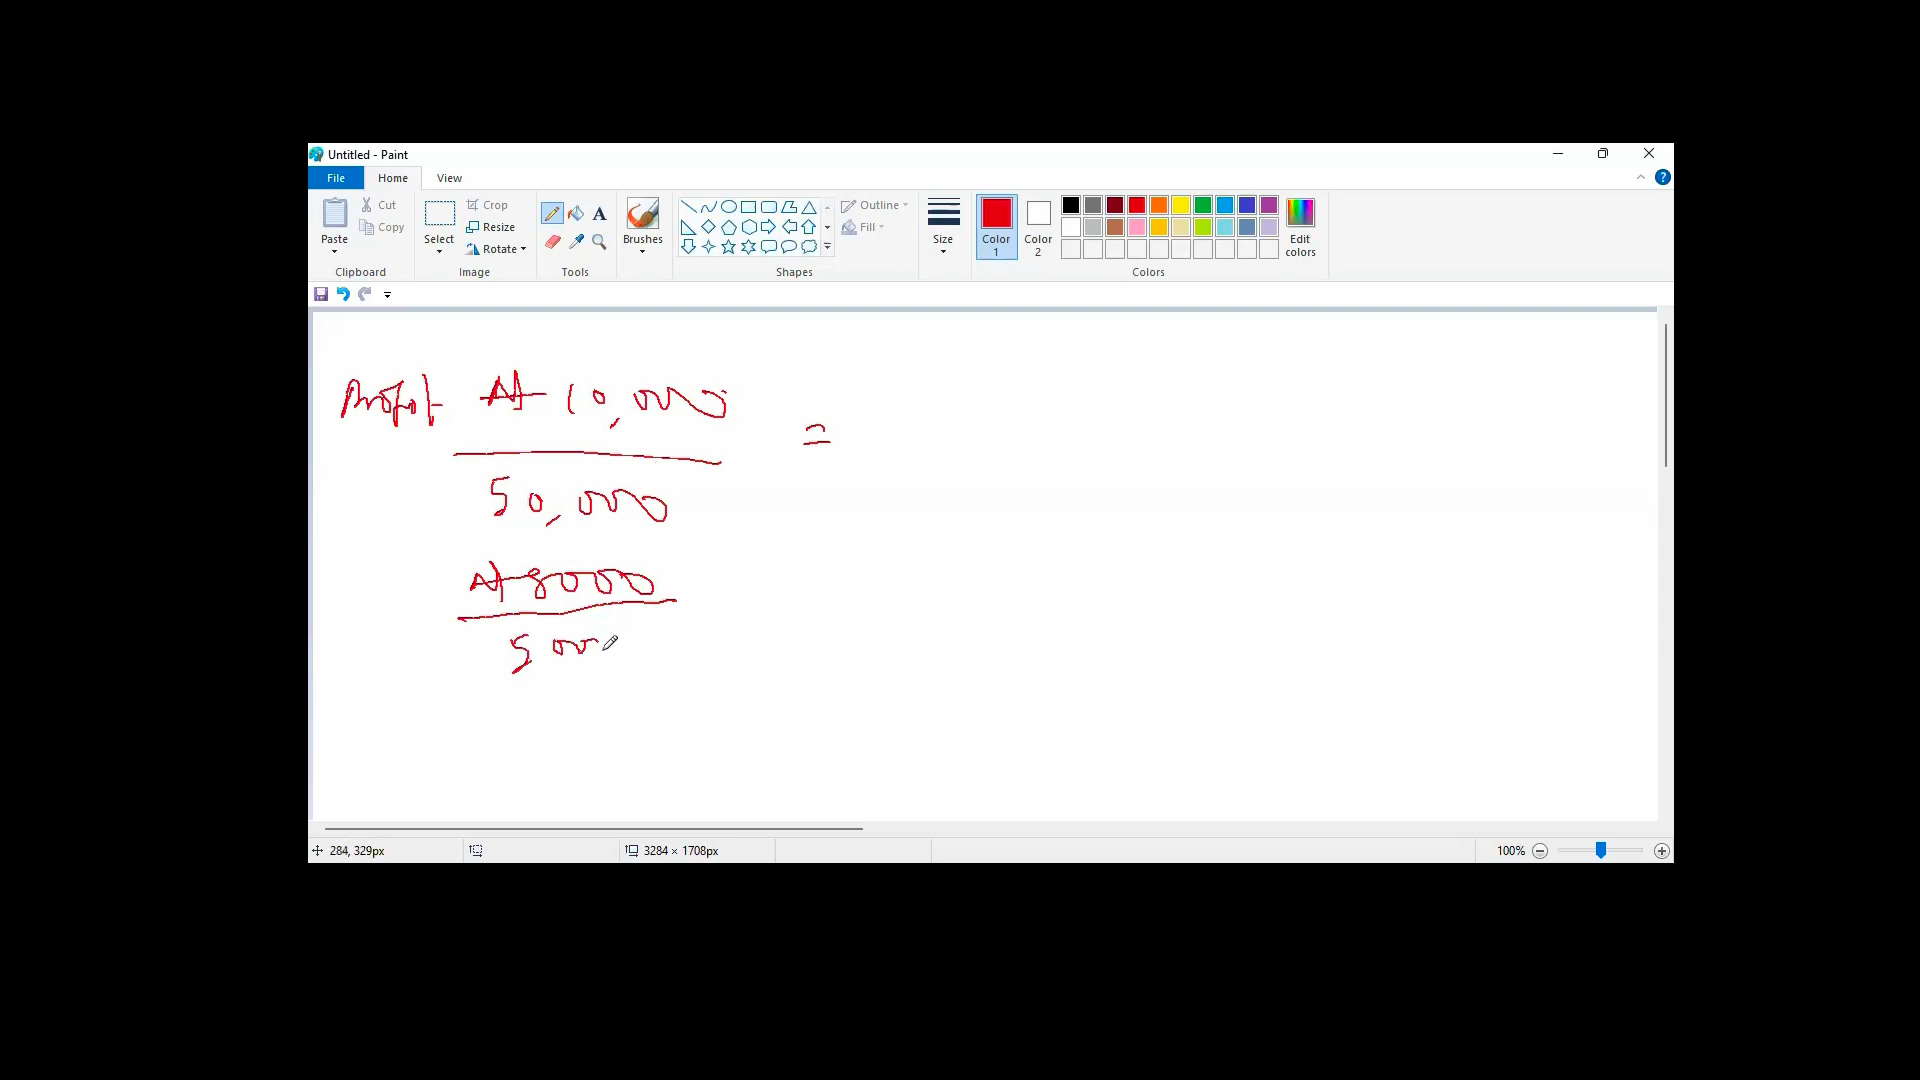 Untitled - Paint
File Home View
Paste Cut Copy Clipboard
Select Crop Resize Rotate Image
A Tools
Brushes
Outline Fill Shapes
Size
Color 1 Color 2 Edit colors Colors
At 10,000
=
50,000
At 8000
5 00
284, 329px 3284 × 1708px 100%